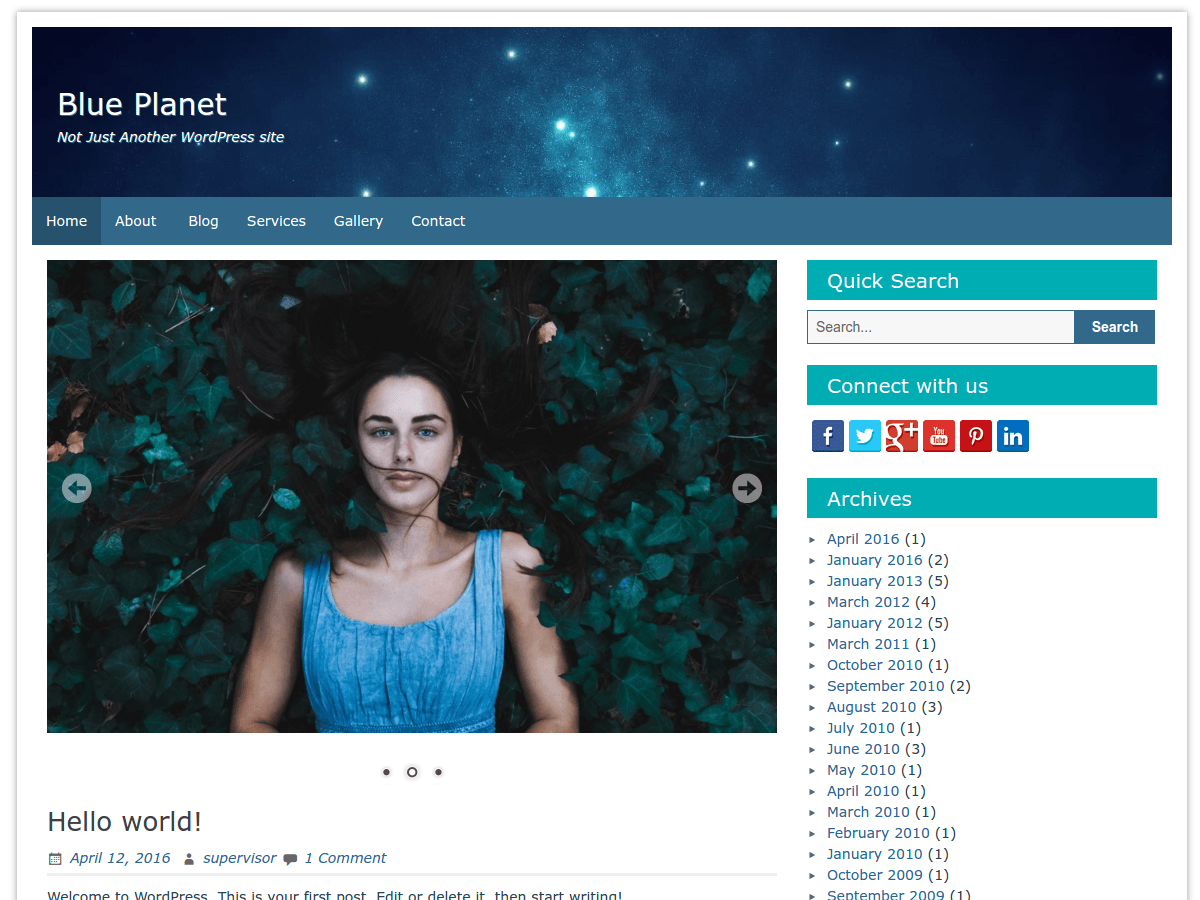 Blue Planet
Not Just Another WordPress site
Home About Blog Services Gallery Contact
Quick Search
Search... Search
Connect with us
f g+ You Tube in
Archives
April 2016 (1)
January 2016 (2)
January 2013 (5)
March 2012 (4)
January 2012 (5)
March 2011 (1)
October 2010 (1)
September 2010 (2)
August 2010 (3)
July 2010 (1)
June 2010 (3)
May 2010 (1)
April 2010 (1)
March 2010 (1)
February 2010 (1)
January 2010 (1)
October 2009 (1)
September 2009 (1)
Hello world!
April 12, 2016 supervisor 1 Comment
Welcome to WordPress. This is your first post. Edit or delete it, then start writing!